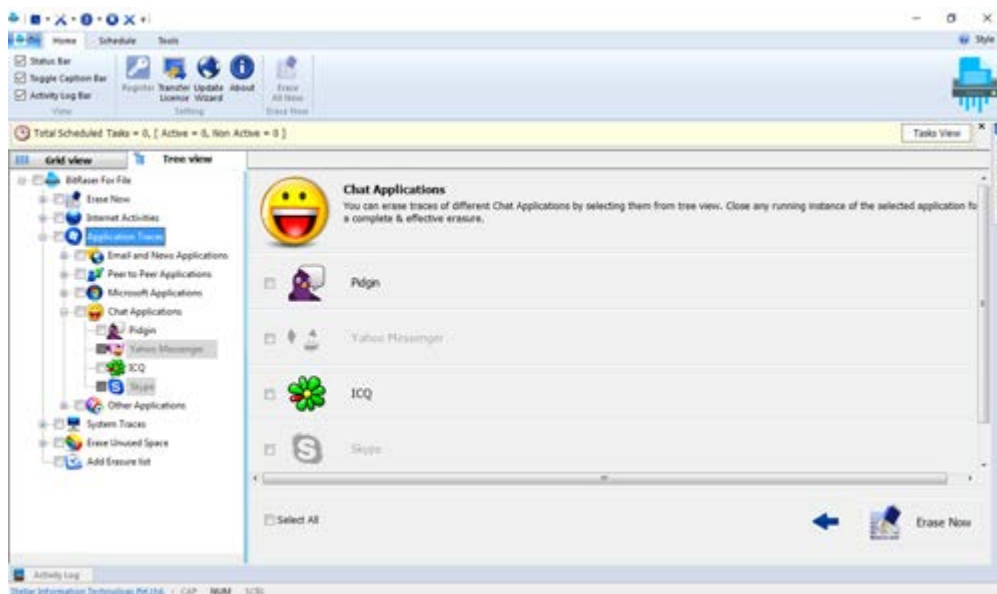 Home Schedule Tools
Style
Status Bar
Toggle Caption Bar
Activity Log Bar
View
Register Transfer License Update Wizard About
Setting
Erase All Now
Erase Now
Total Scheduled Tasks = 0, [ Active = 0, Non Active = 0 ]
Tasks View
Grid view Tree view
BitRaser For File
Erase Now
Internet Activities
Application Traces
Email and News Applications
Peer to Peer Applications
Microsoft Applications
Chat Applications
Pidgin
Yahoo Messenger
ICQ
Skype
Other Applications
System Traces
Erase Unused Space
Add Erasure list
Chat Applications
You can erase traces of different Chat Applications by selecting them from tree view. Close any running instance of the selected application fo
a complete & effective erasure.
Pidgin
Yahoo Messenger
ICQ
Skype
Select All
Erase Now
Activity Log
Stellar Information Technology Pvt Ltd. CAP NUM SCRL